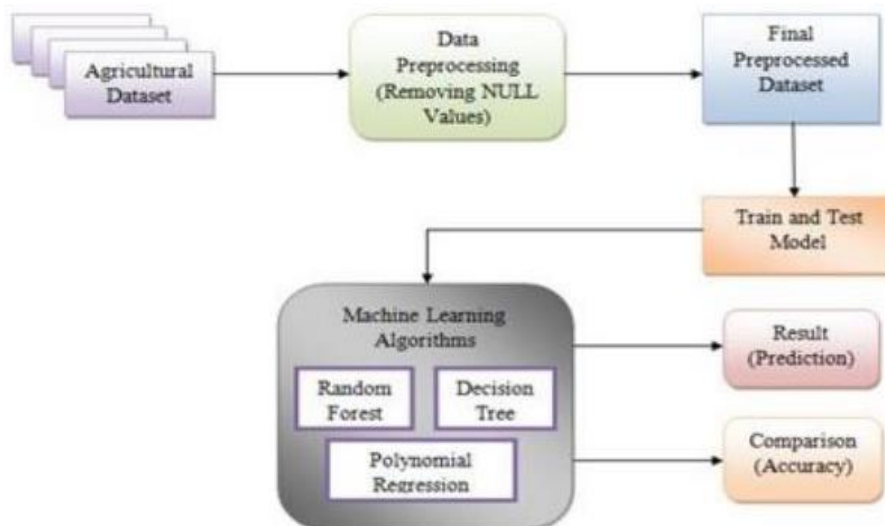 Agricultural
Dataset
Data
Preprocessing
(Removing NULL
Values)
Final
Preprocessed
Dataset
Train and Test
Model
Machine Learning
Algorithms
Random
Forest
Decision
Tree
Polynomial
Regression
Result
(Prediction)
Comparison
(Accuracy)